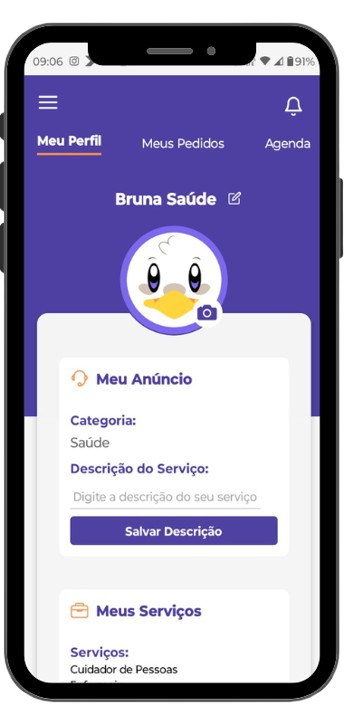 09:06
91%
Meu Perfil Meus Pedidos Agenda
Bruna Saúde
Meu Anúncio
Categoria:
Saúde
Descrição do Serviço:
Digite a descrição do seu serviço
Salvar Descrição
Meus Serviços
Serviços:
Cuidador de Pessoas